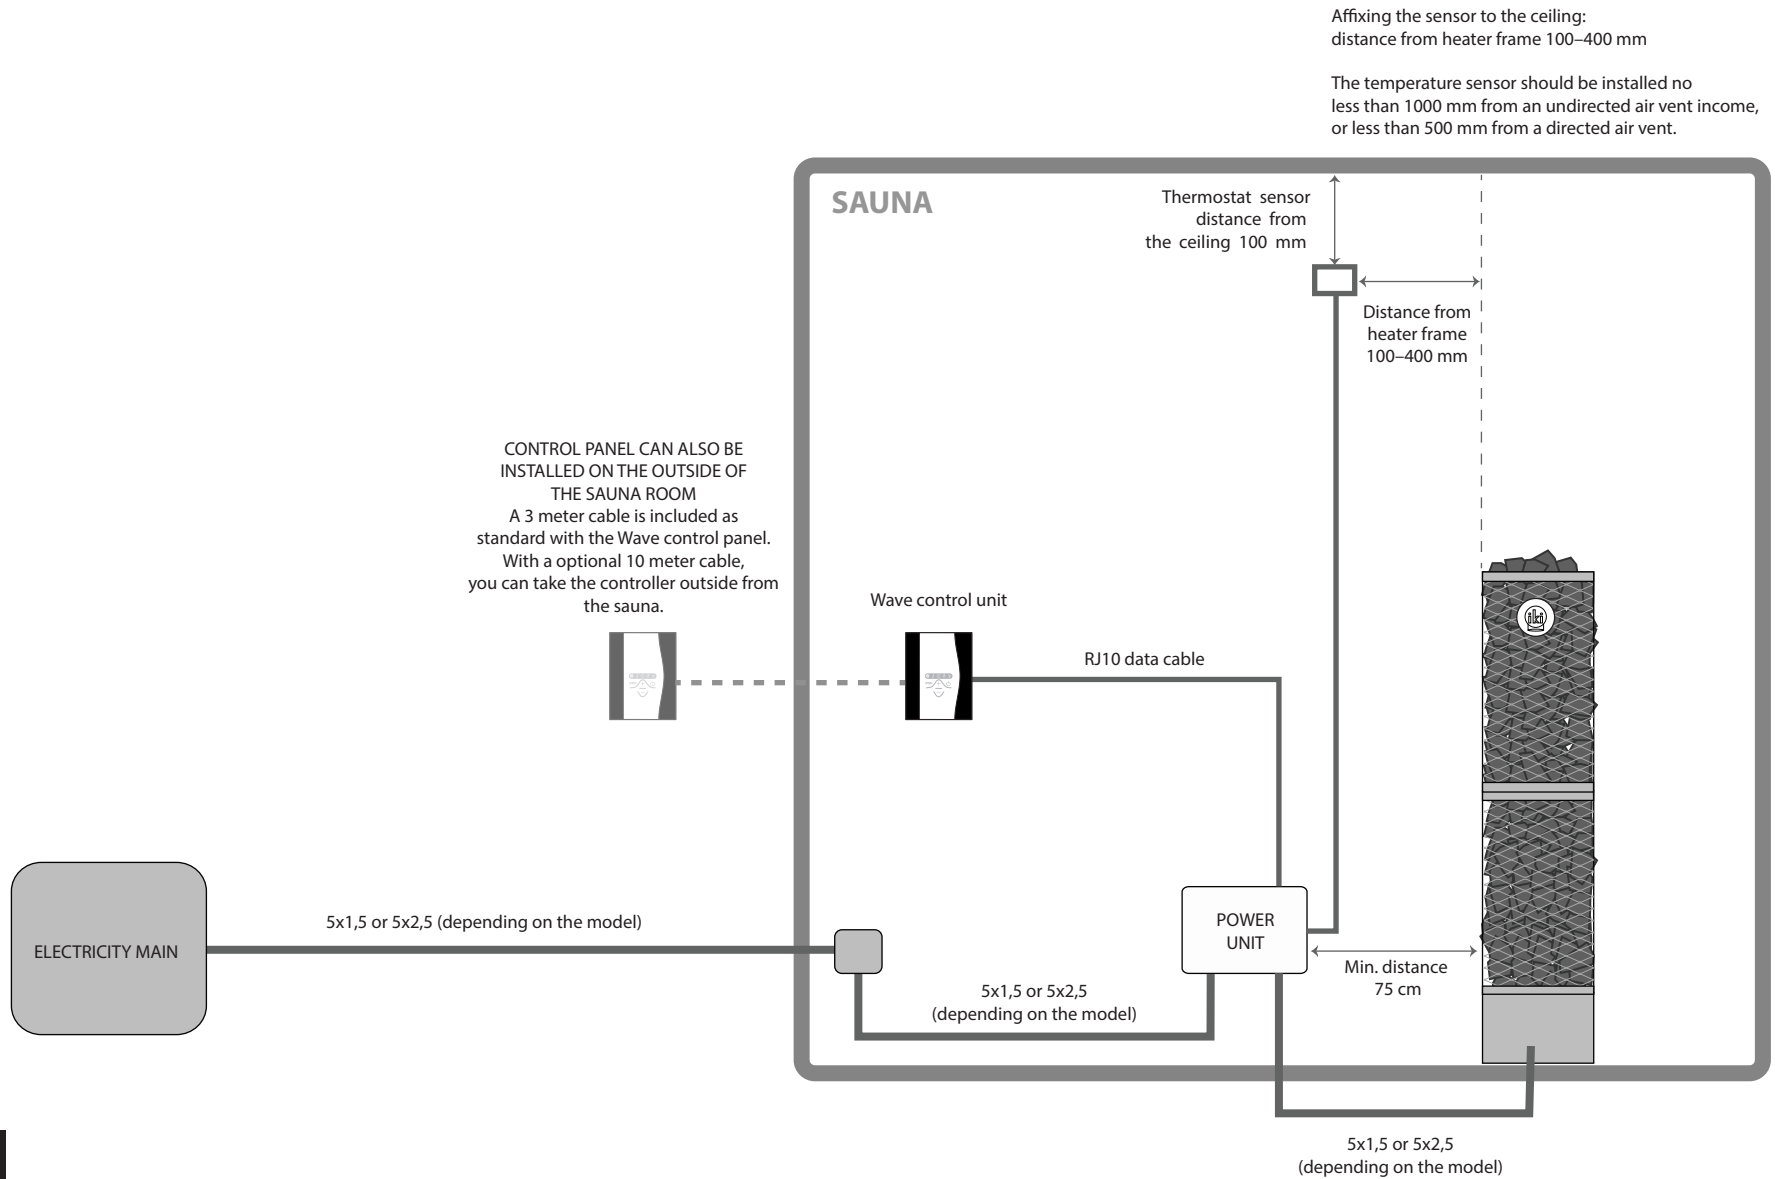 Affixing the sensor to the ceiling:
distance from heater frame 100–400 mm
The temperature sensor should be installed no
less than 1000 mm from an undirected air vent income,
or less than 500 mm from a directed air vent.
SAUNA
Thermostat sensor
distance from
the ceiling 100 mm
Distance from
heater frame
100–400 mm
CONTROL PANEL CAN ALSO BE
INSTALLED ON THE OUTSIDE OF
THE SAUNA ROOM
A 3 meter cable is included as
standard with the Wave control panel.
With a optional 10 meter cable,
you can take the controller outside from
the sauna.
Wave control unit
RJ10 data cable
iki
ELECTRICITY MAIN
5x1,5 or 5x2,5 (depending on the model)
POWER
UNIT
Min. distance
75 cm
5x1,5 or 5x2,5
(depending on the model)
5x1,5 or 5x2,5
(depending on the model)